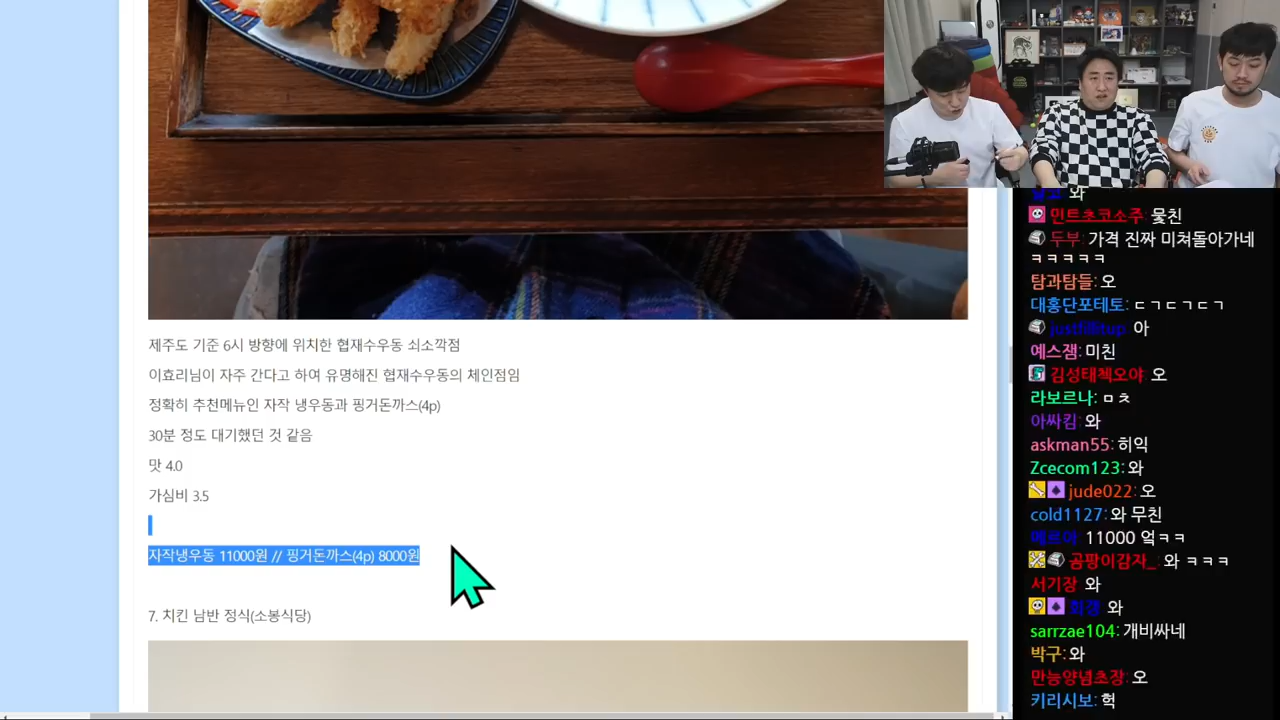 제주도 기준 6시 방향에 위치한 협재수우동 쇠소깍점
이효리님이 자주 간다고 하여 유명해진 협재수우동의 체인점임
정확히 추천메뉴인 자작 냉우동과 핑거돈까스(4p)
30분 정도 대기했던 것 같음
맛 4.0
가심비 3.5
자작냉우동 11000원 // 핑거돈까스(4p) 8000원
7. 치킨 남반 정식(소봉식당)
와
민트초코소주: 뮟친
두부: 가격 진짜 미쳐돌아가네
ㅋㅋㅋㅋㅋ
탐과탐들: 오
대홍단포테토: ㄷㄱㄷㄱㄷㄱ
justfillitup: 아
예스잼: 미친
김성태첵오야: 오
라보르나: ㅁㅊ
아싸킴: 와
askman55: 히익
Zcecom123: 와
jude022: 오
cold1127: 와 무친
메르아: 11000 엌ㅋㅋ
곰팡이감자_: 와 ㅋㅋㅋ
서기장: 와
화갱: 와
sarrzae104: 개비싸네
박구: 와
만능양념초장: 오
키리시보: 헉